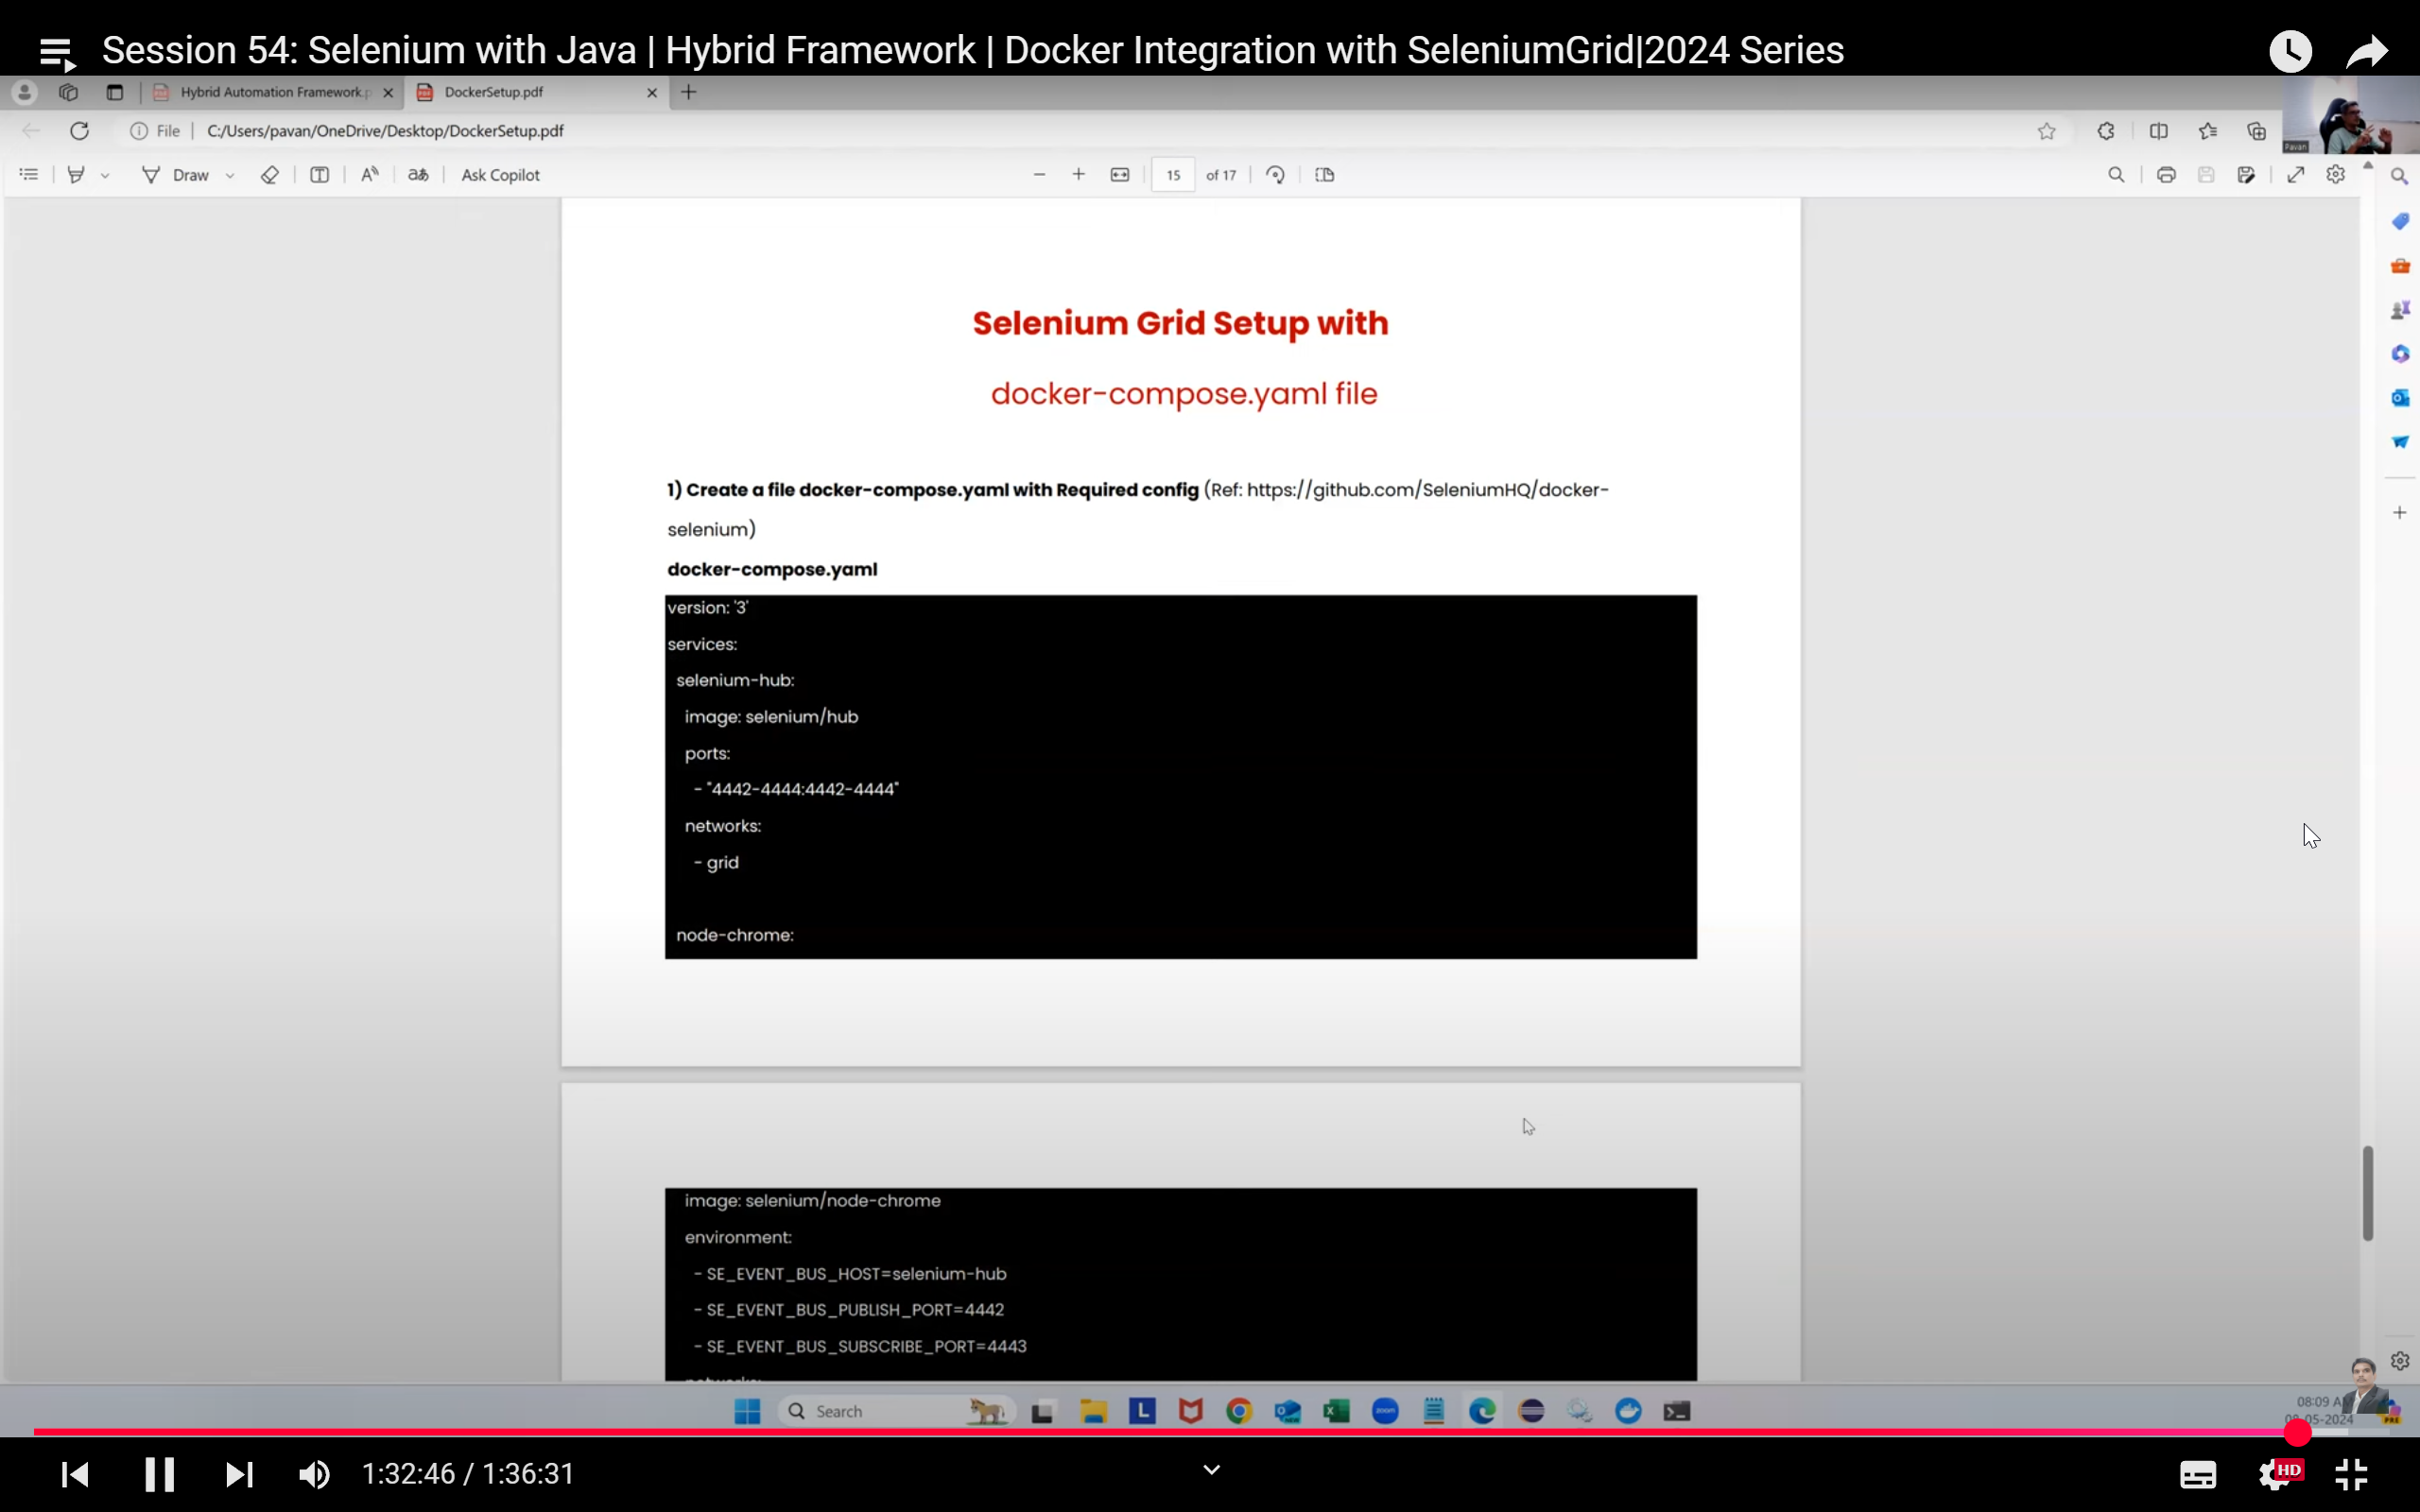 Session 54: Selenium with Java | Hybrid Framework | Docker Integration with SeleniumGrid|2024 Series
Hybrid Automation Framework.p
DockerSetup.pdf
File
C:/Users/pavan/OneDrive/Desktop/DockerSetup.pdf
Pavan
Draw
Ask Copilot
15
of 17
Selenium Grid Setup with
docker-compose.yaml file
1) Create a file docker-compose.yaml with Required config (Ref: https://github.com/SeleniumHQ/docker-
selenium)
docker-compose.yaml
version: '3'
services:
selenium-hub:
image: selenium/hub
ports:
- "4442-4444:4442-4444"
networks:
- grid
node-chrome:
image: selenium/node-chrome
environment:
- SE_EVENT_BUS_HOST=selenium-hub
- SE_EVENT_BUS_PUBLISH_PORT=4442
- SE_EVENT_BUS_SUBSCRIBE_PORT=4443
Search
zoom
08:09
PRE
1:32:46 / 1:36:31
HD